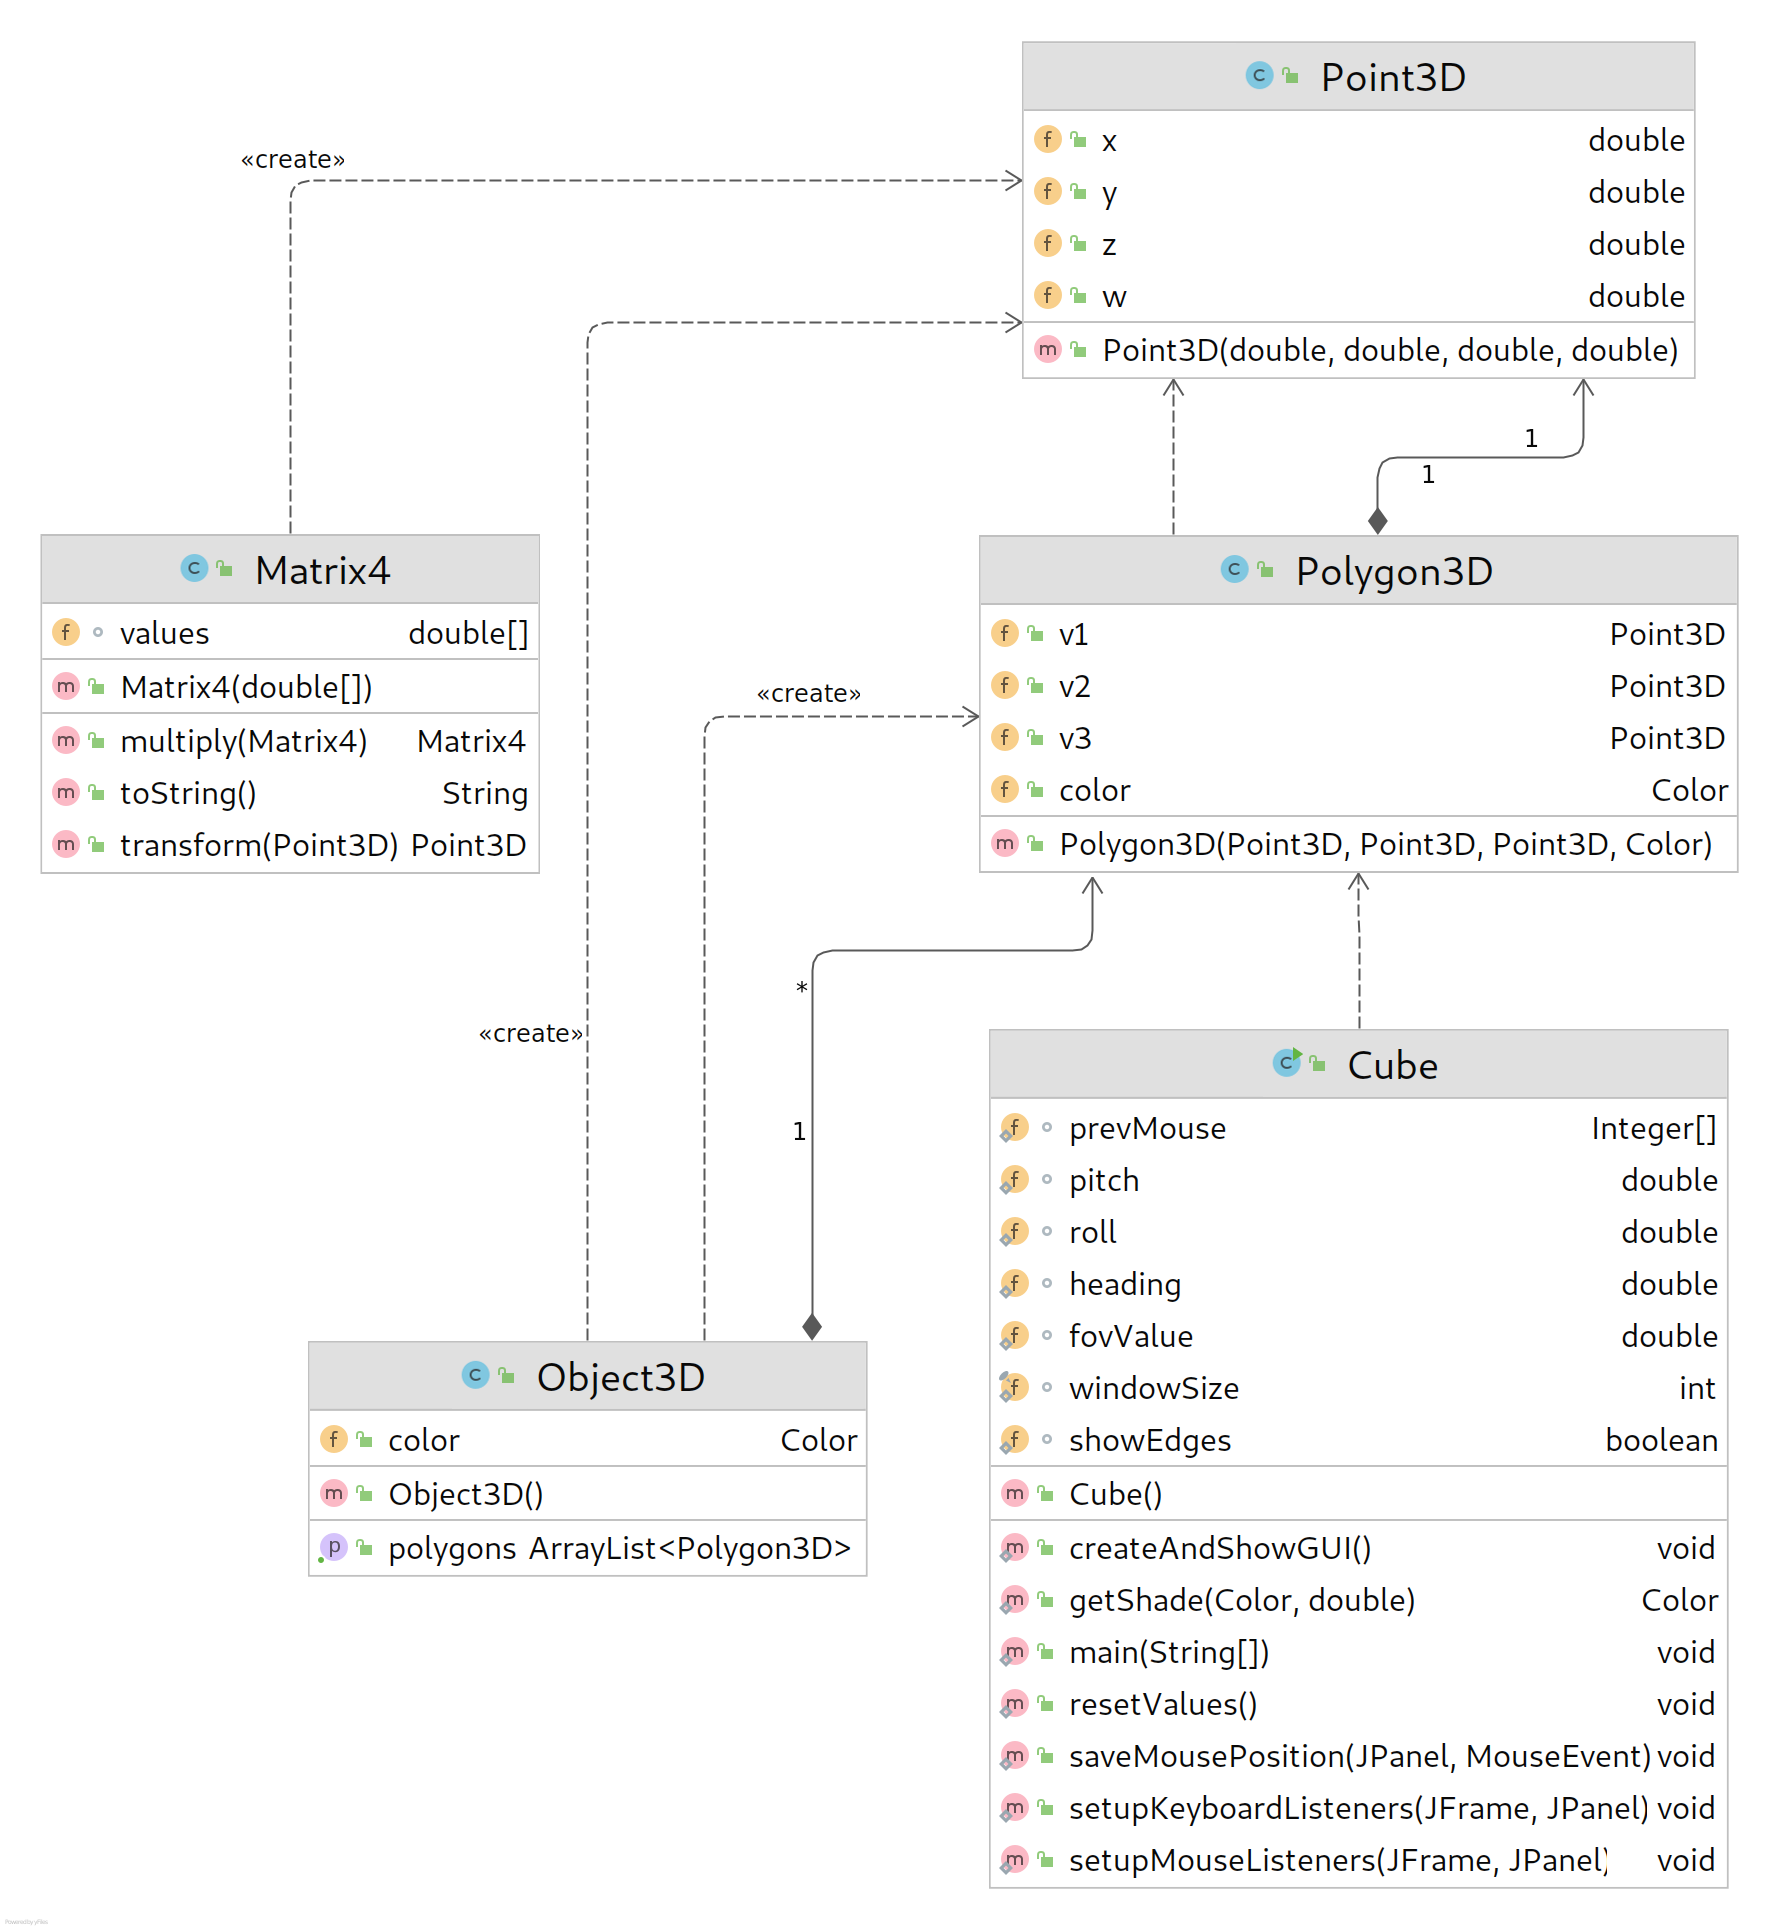 Point3D
x double
y double
z double
w double
Point3D(double, double, double, double)
«create»
1
1
Matrix4
values double[]
Matrix4(double[])
multiply(Matrix4) Matrix4
toString() String
transform(Point3D) Point3D
Polygon3D
v1 Point3D
v2 Point3D
v3 Point3D
color Color
Polygon3D(Point3D, Point3D, Point3D, Color)
«create»
*
«create»
1
Cube
prevMouse Integer[]
pitch double
roll double
heading double
fovValue double
windowSize int
showEdges boolean
Cube()
createAndShowGUI() void
getShade(Color, double) Color
main(String[]) void
resetValues() void
saveMousePosition(JPanel, MouseEvent) void
setupKeyboardListeners(JFrame, JPanel) void
setupMouseListeners(JFrame, JPanel) void
Object3D
color Color
Object3D()
polygons ArrayList<Polygon3D>
Powered by yFiles